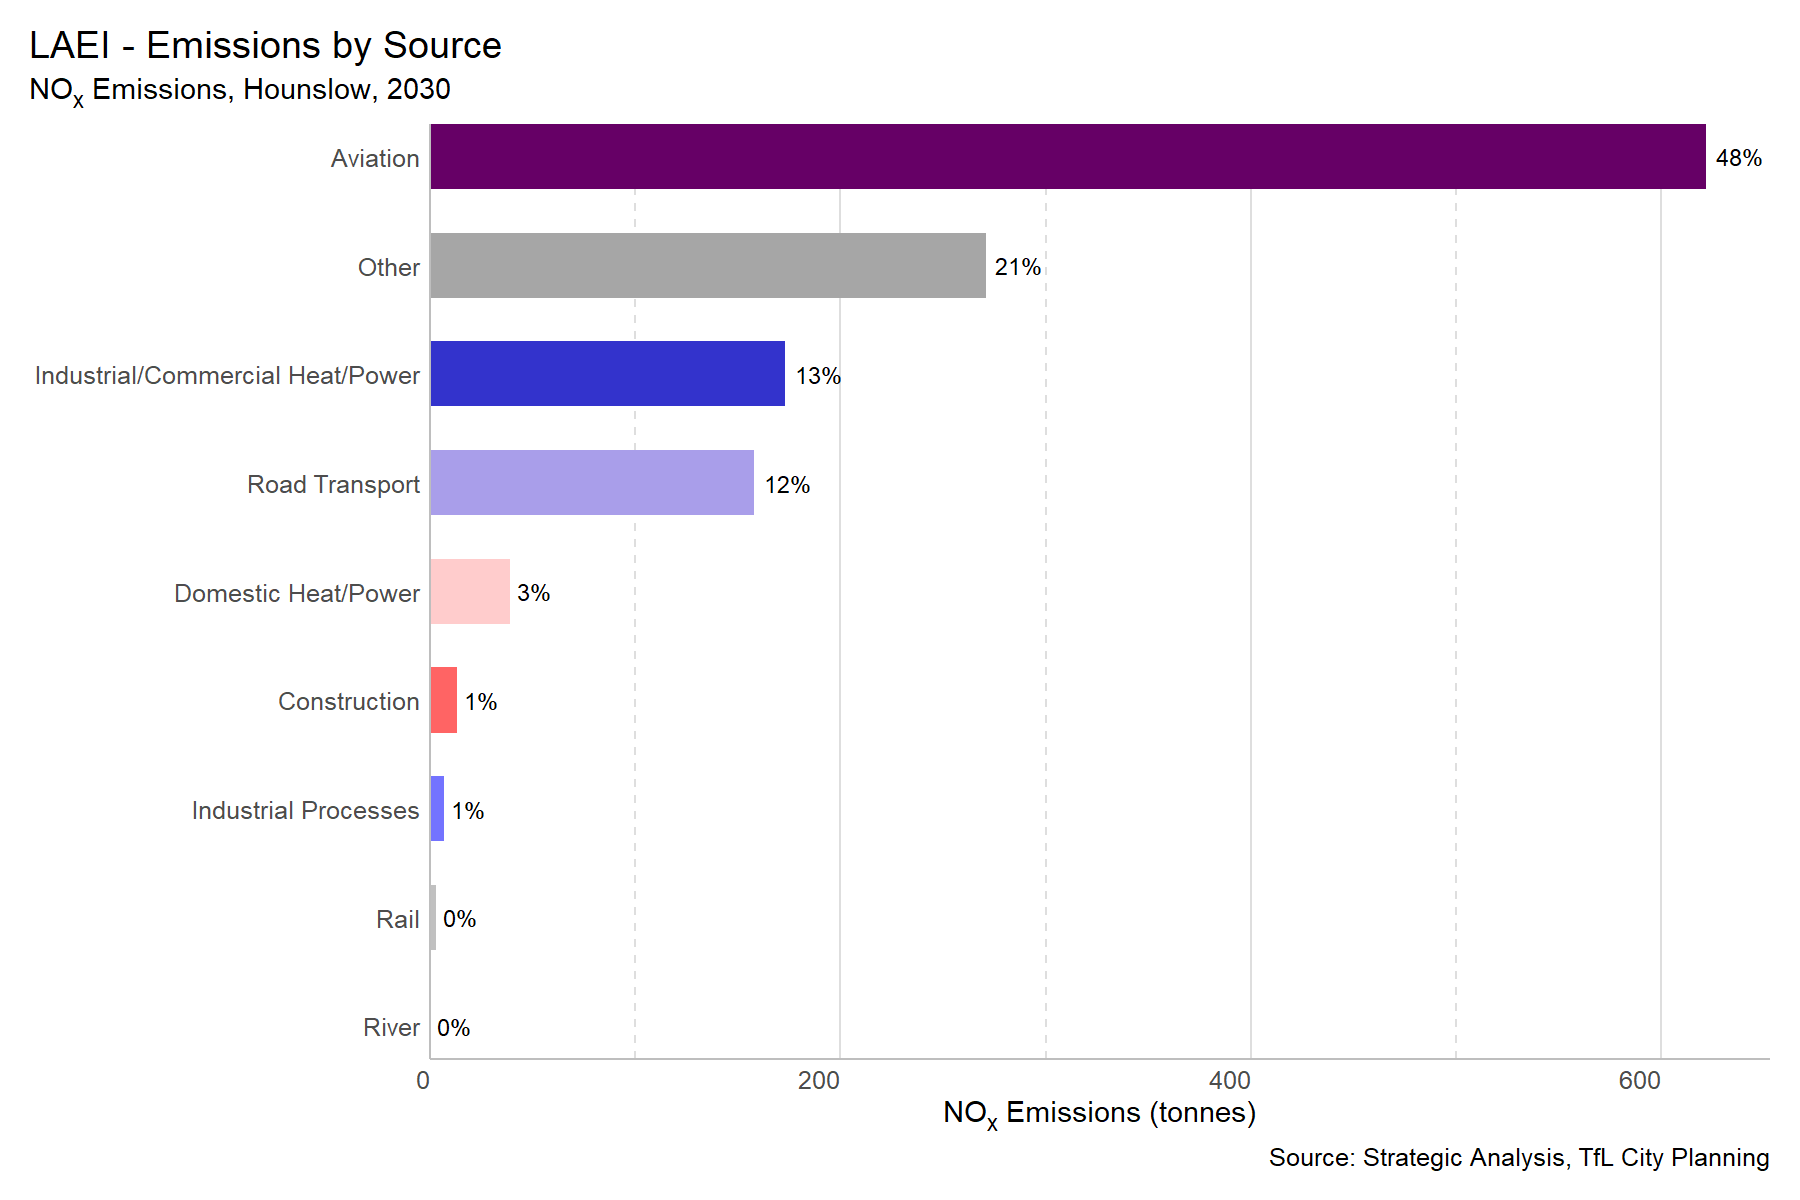 LAEI - Emissions by Source
NOx Emissions, Hounslow, 2030
Aviation 48%
Other 21%
Industrial/Commercial Heat/Power 13%
Road Transport 12%
Domestic Heat/Power 3%
Construction 1%
Industrial Processes 1%
Rail 0%
River 0%
0 200 400 600
NOx Emissions (tonnes)
Source: Strategic Analysis, TfL City Planning